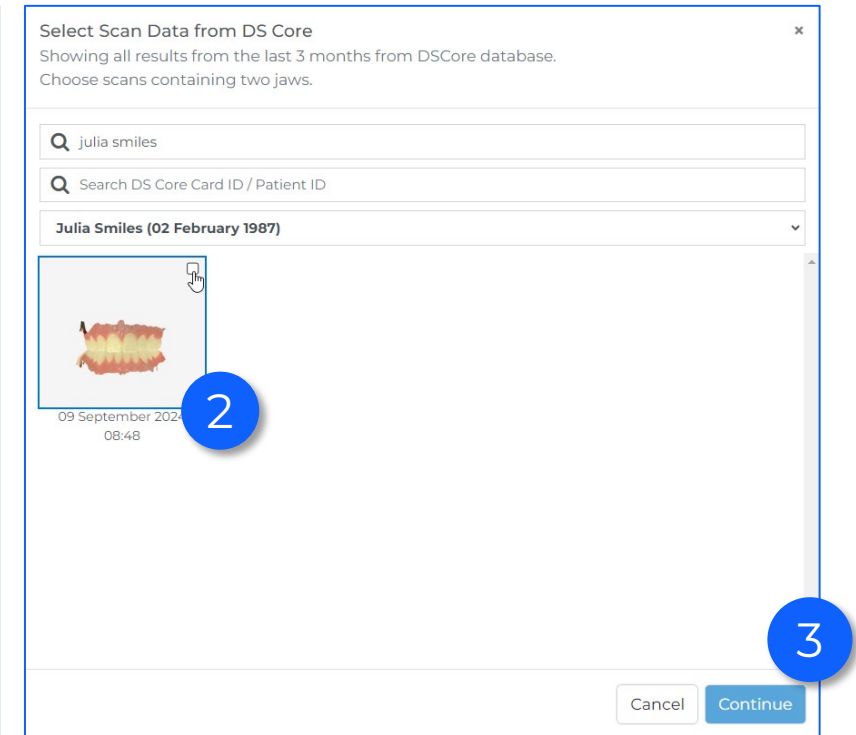 Select Scan Data from DS Core
×
Showing all results from the last 3 months from DSCore database.
Choose scans containing two jaws.
julia smiles
Search DS Core Card ID / Patient ID
Julia Smiles (02 February 1987)
09 September 2024
08:48
2
3
Cancel
Continue